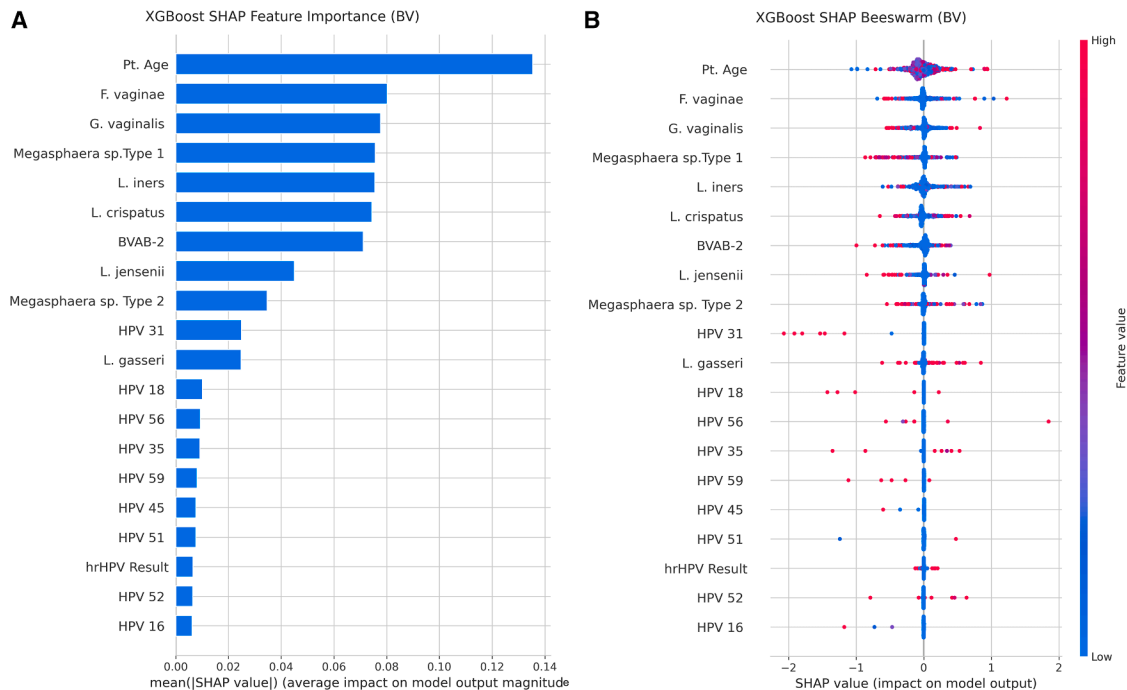 A
XGBoost SHAP Feature Importance (BV)
Pt. Age
F. vaginae
G. vaginalis
Megasphaera sp.Type 1
L. iners
L. crispatus
BVAB-2
L. jensenii
Megasphaera sp. Type 2
HPV 31
L. gasseri
HPV 18
HPV 56
HPV 35
HPV 59
HPV 45
HPV 51
hrHPV Result
HPV 52
HPV 16
0.00 0.02 0.04 0.06 0.08 0.10 0.12 0.14
mean(|SHAP value|) (average impact on model output magnitude
B
XGBoost SHAP Beeswarm (BV)
Pt. Age
F. vaginae
G. vaginalis
Megasphaera sp.Type 1
L. iners
L. crispatus
BVAB-2
L. jensenii
Megasphaera sp. Type 2
HPV 31
L. gasseri
HPV 18
HPV 56
HPV 35
HPV 59
HPV 45
HPV 51
hrHPV Result
HPV 52
HPV 16
−2 −1 0 1 2
SHAP value (impact on model output)
High
Feature value
Low